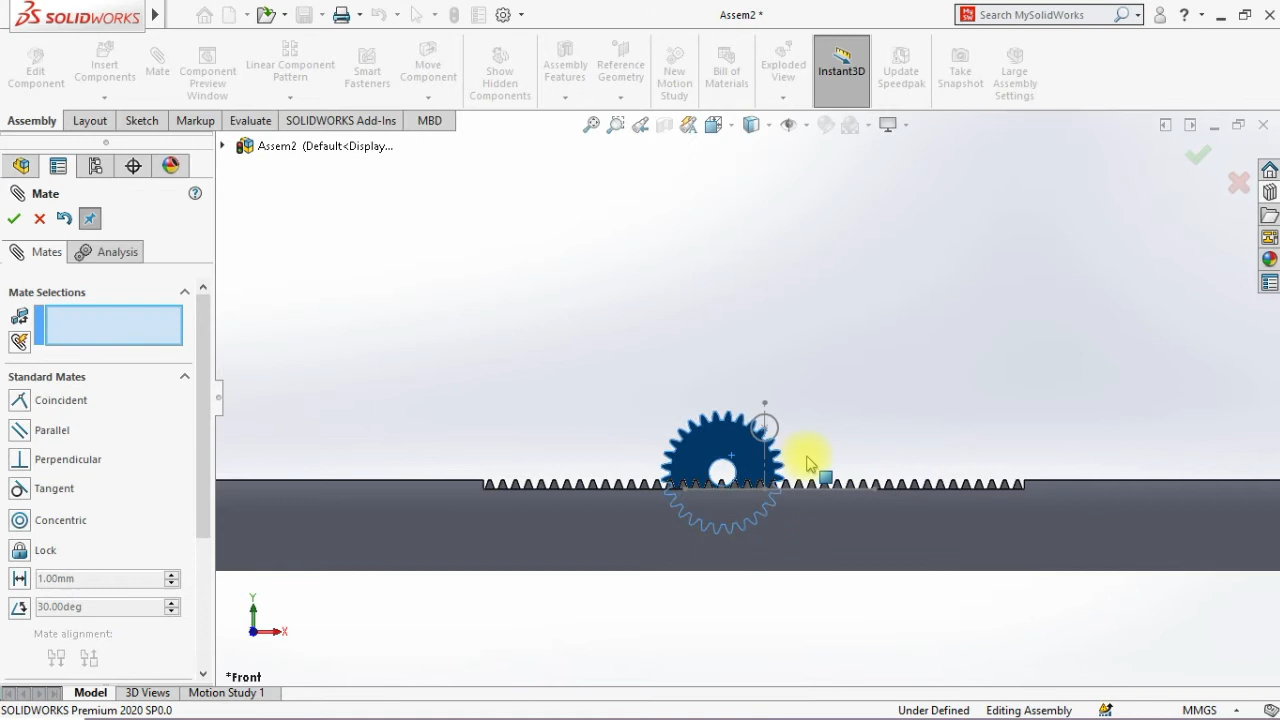 SOLIDWORKS
Assem2 *
Search MySolidWorks
Edit Component
Insert Components
Mate
Component Preview Window
Linear Component Pattern
Smart Fasteners
Move Component
Show Hidden Components
Assembly Features
Reference Geometry
New Motion Study
Bill of Materials
Exploded View
Instant3D
Update Speedpak
Take Snapshot
Large Assembly Settings
Assembly Layout Sketch Markup Evaluate SOLIDWORKS Add-Ins MBD
Assem2 (Default<Display...
Mate
Mates Analysis
Mate Selections
Standard Mates
Coincident
Parallel
Perpendicular
Tangent
Concentric
Lock
1.00mm
30.00deg
Mate alignment:
Y
X
*Front
Model 3D Views Motion Study 1
SOLIDWORKS Premium 2020 SP0.0
Under Defined Editing Assembly MMGS